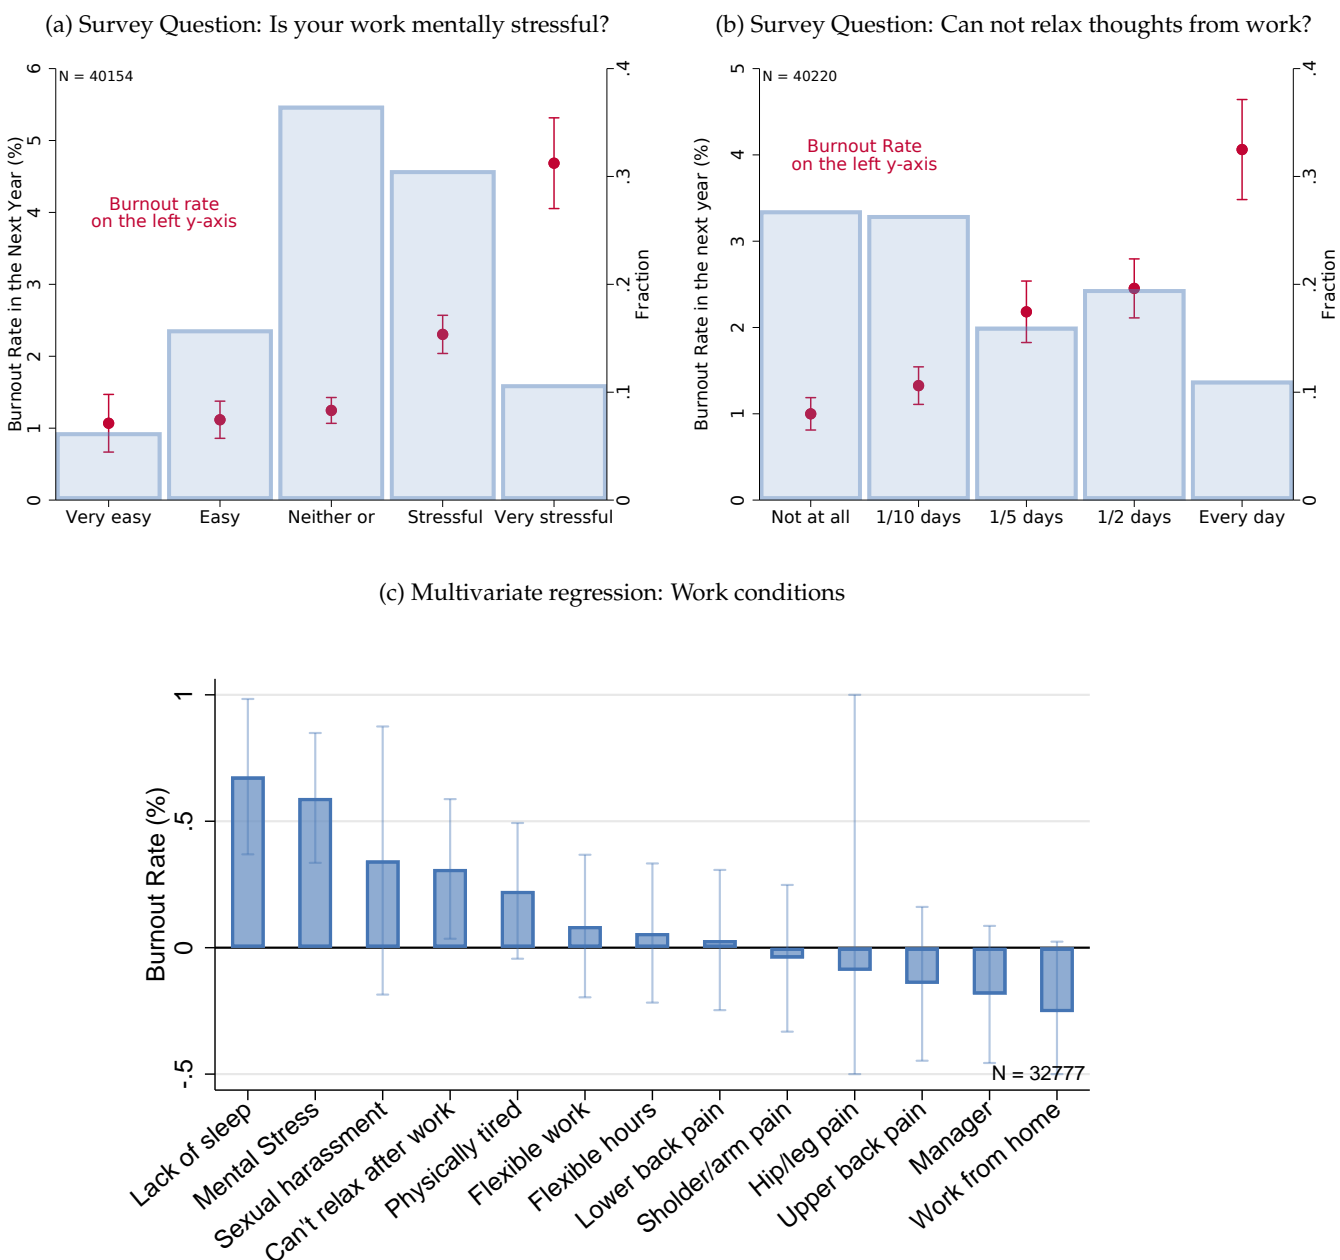 (a) Survey Question: Is your work mentally stressful?
N = 40154
Burnout rate
on the left y-axis
Burnout Rate in the Next Year (%)
0
1
2
3
4
5
6
Fraction
0
.1
.2
.3
.4
Very easy
Easy
Neither or
Stressful
Very stressful
(b) Survey Question: Can not relax thoughts from work?
N = 40220
Burnout Rate
on the left y-axis
Burnout Rate in the next year (%)
0
1
2
3
4
5
Fraction
0
.1
.2
.3
.4
Not at all
1/10 days
1/5 days
1/2 days
Every day
(c) Multivariate regression: Work conditions
Burnout Rate (%)
1
.5
0
-.5
N = 32777
Lack of sleep
Mental Stress
Sexual harassment
Can't relax after work
Physically tired
Flexible work
Flexible hours
Lower back pain
Sholder/arm pain
Hip/leg pain
Upper back pain
Manager
Work from home